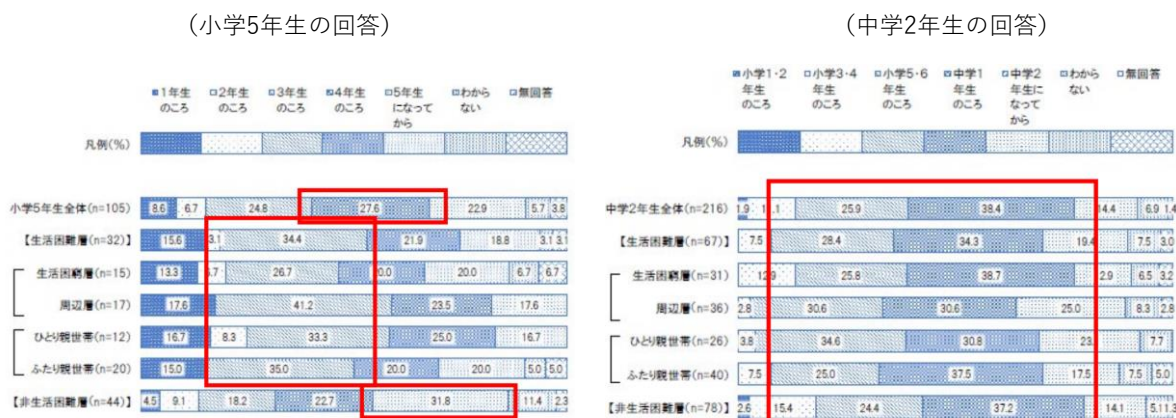 (小学5年生の回答)
■1年生のころ □2年生のころ □3年生のころ ■4年生のころ □5年生になってから ■わからない □無回答
凡例(%)
小学5年生全体(n=105) 8.6 6.7 24.8 27.6 22.9 5.7 3.8
【生活困難層(n=32)】 15.6 3.1 34.4 21.9 18.8 3.1 3.1
生活困窮層(n=15) 13.3 26.7 20.0 20.0 6.7 6.7
周辺層(n=17) 17.6 41.2 23.5 17.6
ひとり親世帯(n=12) 16.7 8.3 33.3 25.0 16.7
ふたり親世帯(n=20) 15.0 35.0 20.0 20.0 5.0 5.0
【非生活困難層(n=44)】 4.5 9.1 18.2 22.7 31.8 11.4 2.3
(中学2年生の回答)
■小学1・2年生のころ □小学3・4年生のころ □小学5・6年生のころ ■中学1年生のころ □中学2年生になってから □わからない □無回答
凡例(%)
中学2年生全体(n=216) 1.9 25.9 38.4 14.4 6.9 1.4
【生活困難層(n=67)】 7.5 28.4 34.3 19.4 7.5 3.0
生活困窮層(n=31) 12.9 25.8 38.7 6.5 3.2
周辺層(n=36) 2.8 30.6 30.6 25.0 8.3 2.8
ひとり親世帯(n=26) 3.8 34.6 30.8 7.7
ふたり親世帯(n=40) 7.5 25.0 37.5 17.5 7.5 5.0
【非生活困難層(n=78)】 2.6 15.4 24.4 37.2 14.1 5.1